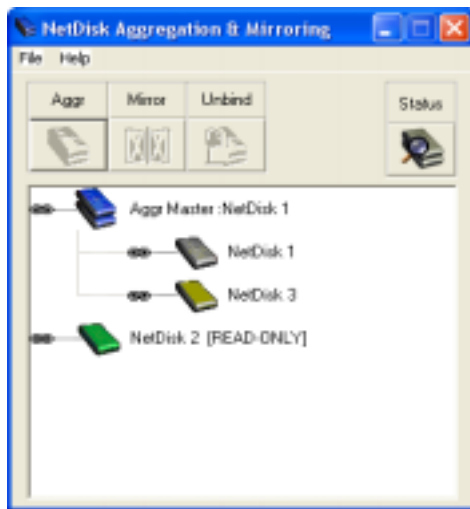 NetDisk Aggregation & Mirroring
File Help
Aggr Mirror Unbind Status
Aggr Master :NetDisk 1
NetDisk 1
NetDisk 3
NetDisk 2 [READ-ONLY]